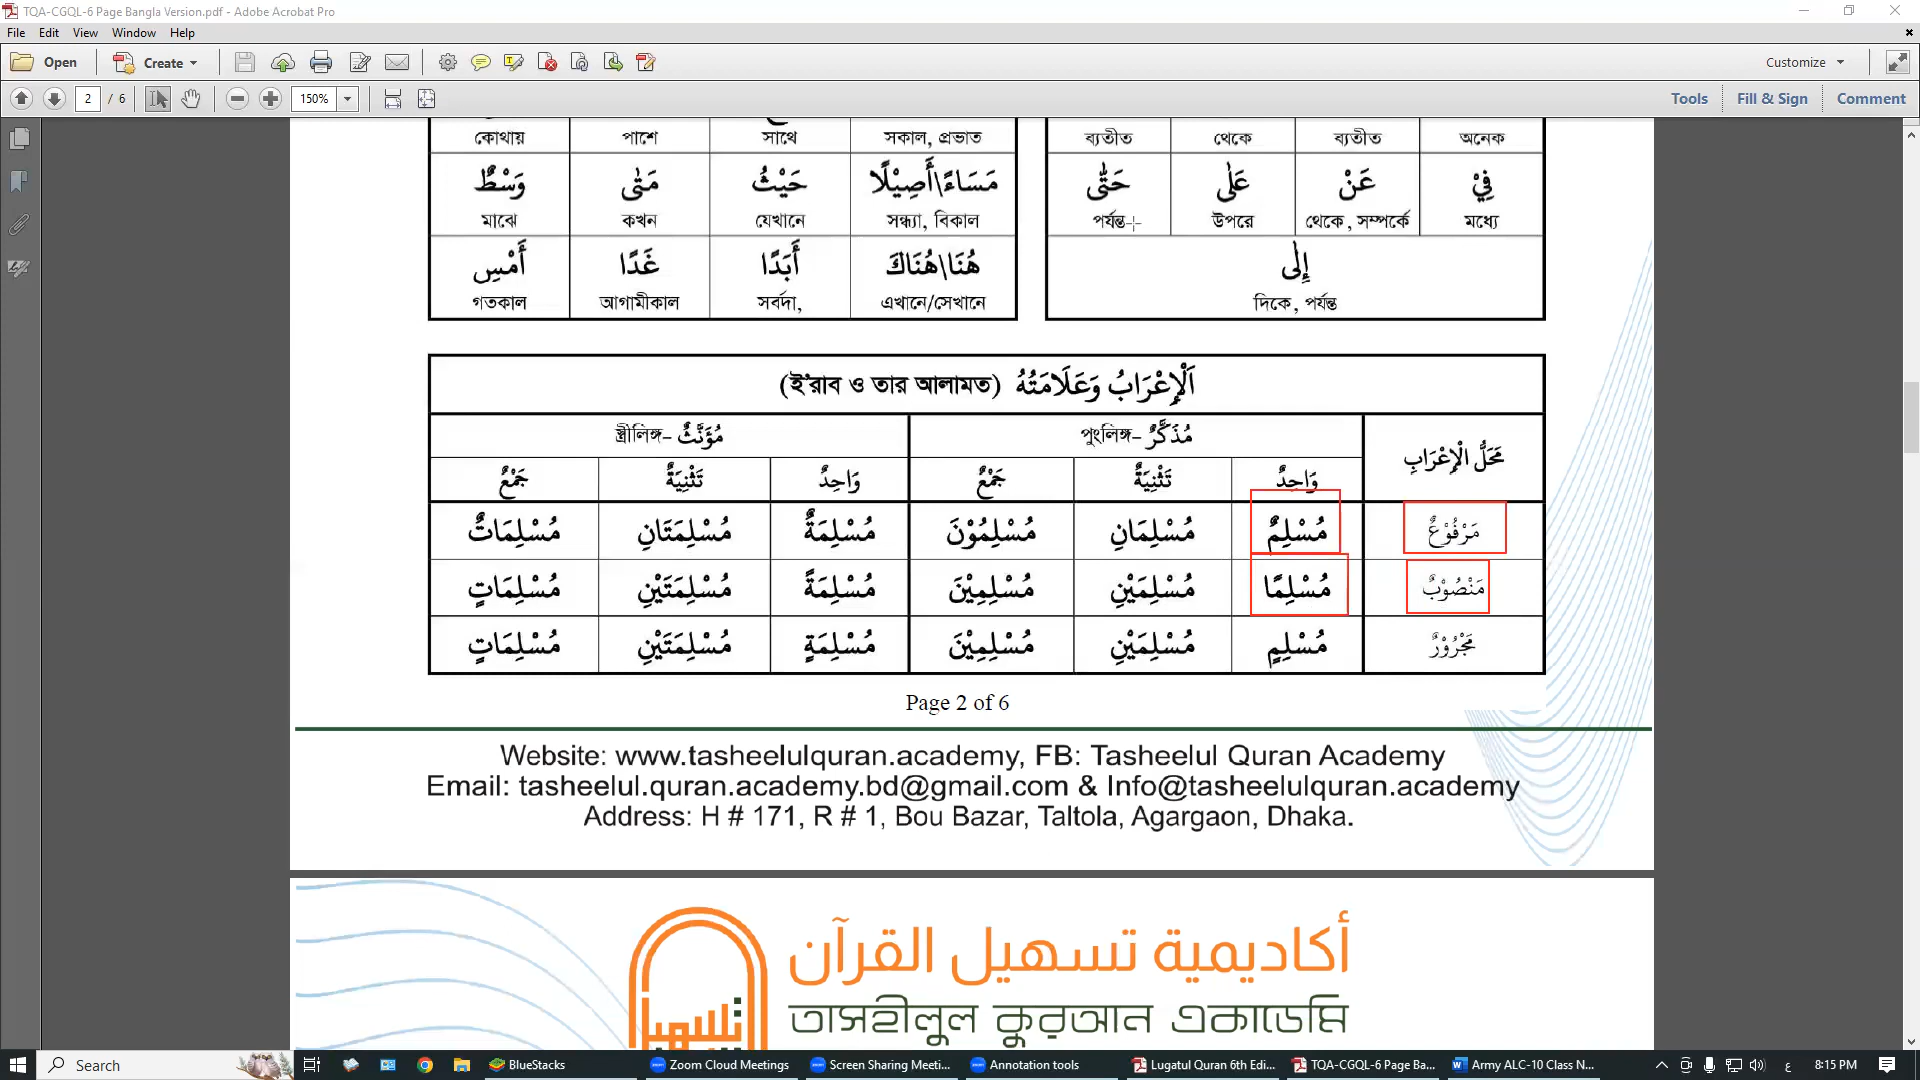 TQA-CGQL-6 Page Bangla Version.pdf - Adobe Acrobat Pro
File Edit View Window Help
Open Create Customize
2 / 6 150% Tools Fill & Sign Comment
কোথায় পাশে সাথে সকাল, প্রভাত ব্যতীত থেকে ব্যতীত অনেক
وَسْطٌ مَتٰى حَيْثُ مَسَاءً\أَصِيْلًا حَتّٰى عَلٰى عَنْ فِيْ
মাঝে কখন যেখানে সন্ধ্যা, বিকাল পর্যন্ত উপরে থেকে, সম্পর্কে মধ্যে
أَمْسِ غَدًا أَبَدًا هُنَا\هُنَاكَ إِلٰى
গতকাল আগামীকাল সর্বদা, এখানে/সেখানে দিকে, পর্যন্ত
اَلْإِعْرَابُ وَعَلَامَتُهُ (ই'রাব ও তার আলামত)
স্ত্রীলিঙ্গ- مُؤَنَّثٌ পুংলিঙ্গ- مُذَكَّرٌ مَحَلُّ الْإِعْرَابِ
جَمْعٌ تَثْنِيَةٌ وَاحِدٌ جَمْعٌ تَثْنِيَةٌ وَاحِدٌ
مُسْلِمَاتٌ مُسْلِمَتَانِ مُسْلِمَةٌ مُسْلِمُوْنَ مُسْلِمَانِ مُسْلِمٌ مَرْفُوْعٌ
مُسْلِمَاتٍ مُسْلِمَتَيْنِ مُسْلِمَةً مُسْلِمِيْنَ مُسْلِمَيْنِ مُسْلِمًا مَنْصُوْبٌ
مُسْلِمَاتٍ مُسْلِمَتَيْنِ مُسْلِمَةٍ مُسْلِمِيْنَ مُسْلِمَيْنِ مُسْلِمٍ مَجْرُوْرٌ
Page 2 of 6
Website: www.tasheelulquran.academy, FB: Tasheelul Quran Academy
Email: tasheelul.quran.academy.bd@gmail.com & Info@tasheelulquran.academy
Address: H # 171, R # 1, Bou Bazar, Taltola, Agargaon, Dhaka.
أكاديمية تسهيل القرآن
তাসহীলুল কুরআন একাডেমি
تسهيل
Search BlueStacks Zoom Cloud Meetings Screen Sharing Meeti... Annotation tools Lugatul Quran 6th Edi... TQA-CGQL-6 Page Ba... Army ALC-10 Class N... ع 8:15 PM